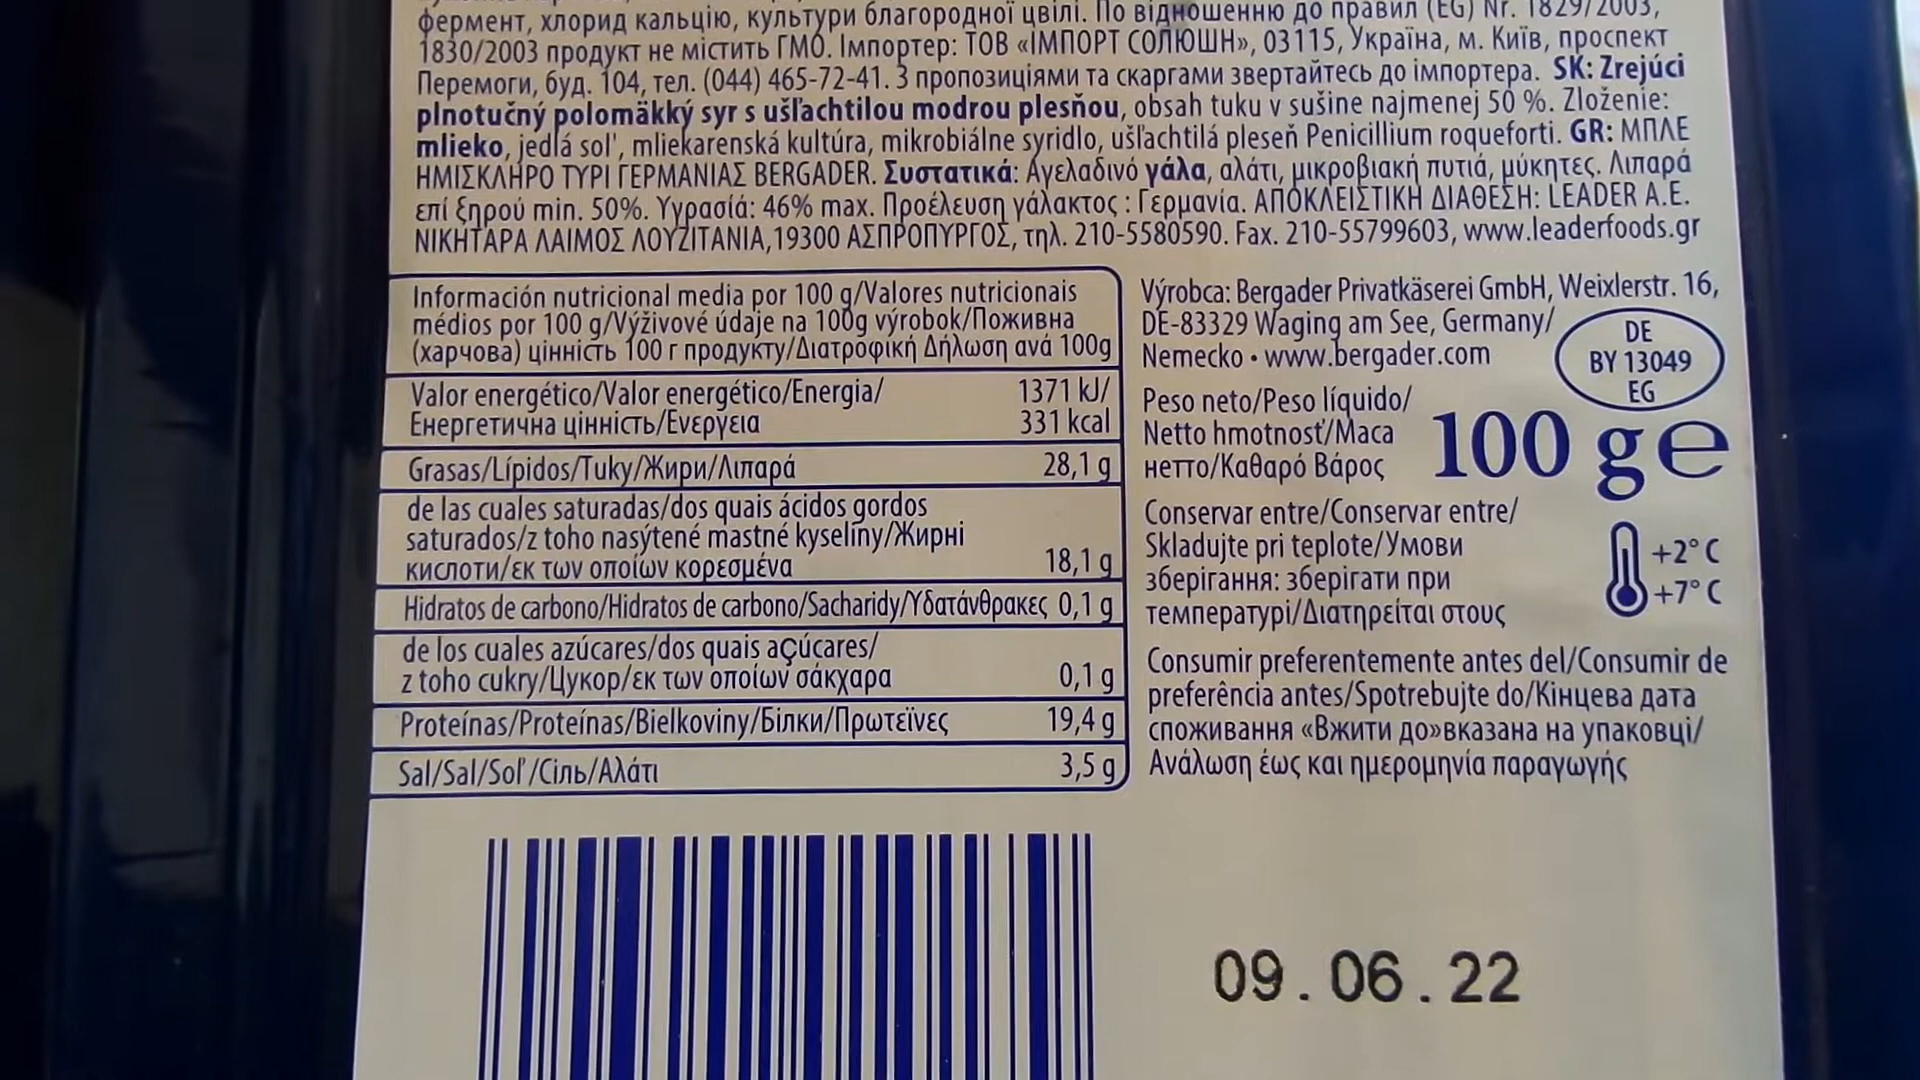 фермент, хлорид кальцію, культури благородної цвілі. По відношенню до правил (EG) Nr. 1829/2003,
1830/2003 продукт не містить ГМО. Імпортер: ТОВ «ІМПОРТ СОЛЮШН», 03115, Україна, м. Київ, проспект
Перемоги, буд. 104, тел. (044) 465-72-41. З пропозиціями та скаргами звертайтесь до імпортера. SK: Zrejúci
plnotučný polomäkký syr s ušľachtilou modrou plesňou, obsah tuku v sušine najmenej 50 %. Zloženie:
mlieko, jedlá sol', mliekarenská kultúra, mikrobiálne syridlo, ušľachtilá pleseň Penicillium roqueforti. GR: ΜΠΛΕ
ΗΜΙΣΚΛΗΡΟ ΤΥΡΙ ΓΕΡΜΑΝΙΑΣ BERGADER. Συστατικά: Αγελαδινό γάλα, αλάτι, μικροβιακή πυτιά, μύκητες. Λιπαρά
επί ξηρού min. 50%. Υγρασία: 46% max. Προέλευση γάλακτος : Γερμανία. ΑΠΟΚΛΕΙΣΤΙΚΗ ΔΙΑΘΕΣΗ: LEADER A.E.
ΝΙΚΗΤΑΡΑ ΛΑΙΜΟΣ ΛΟΥΖΙΤΑΝΙΑ,19300 ΑΣΠΡΟΠΥΡΓΟΣ, τηλ. 210-5580590. Fax. 210-55799603, www.leaderfoods.gr
Información nutricional media por 100 g/Valores nutricionais
médios por 100 g/Výživové údaje na 100g výrobok/Поживна
(харчова) цінність 100 г продукту/Διατροφική Δήλωση ανά 100g
Valor energético/Valor energético/Energia/ 1371 kJ/
Енергетична цінність/Ενεργεια 331 kcal
Grasas/Lípidos/Tuky/Жири/Λιπαρά 28,1 g
de las cuales saturadas/dos quais ácidos gordos
saturados/z toho nasýtené mastné kyseliny/Жирні
кислоти/εκ των οποίων κορεσμένα 18,1 g
Hidratos de carbono/Hidratos de carbono/Sacharidy/Υδατάνθρακες 0,1 g
de los cuales azúcares/dos quais açúcares/
z toho cukry/Цукор/εκ των οποίων σάκχαρα 0,1 g
Proteínas/Proteínas/Bielkoviny/Білки/Πρωτεϊνες 19,4 g
Sal/Sal/Soľ/Сіль/Αλάτι 3,5 g
Výrobca: Bergader Privatkäserei GmbH, Weixlerstr. 16,
DE-83329 Waging am See, Germany/
Nemecko • www.bergader.com
DE
BY 13049
EG
Peso neto/Peso líquido/
Netto hmotnosť/Маса
нетто/Καθαρό Βάρος
100 g e
Conservar entre/Conservar entre/
Skladujte pri teplote/Умови
зберігання: зберігати при
температурі/Διατηρείται στους
+2° C
+7° C
Consumir preferentemente antes del/Consumir de
preferência antes/Spotrebujte do/Кінцева дата
споживання «Вжити до»вказана на упаковці/
Ανάλωση έως και ημερομηνία παραγωγής
09.06.22